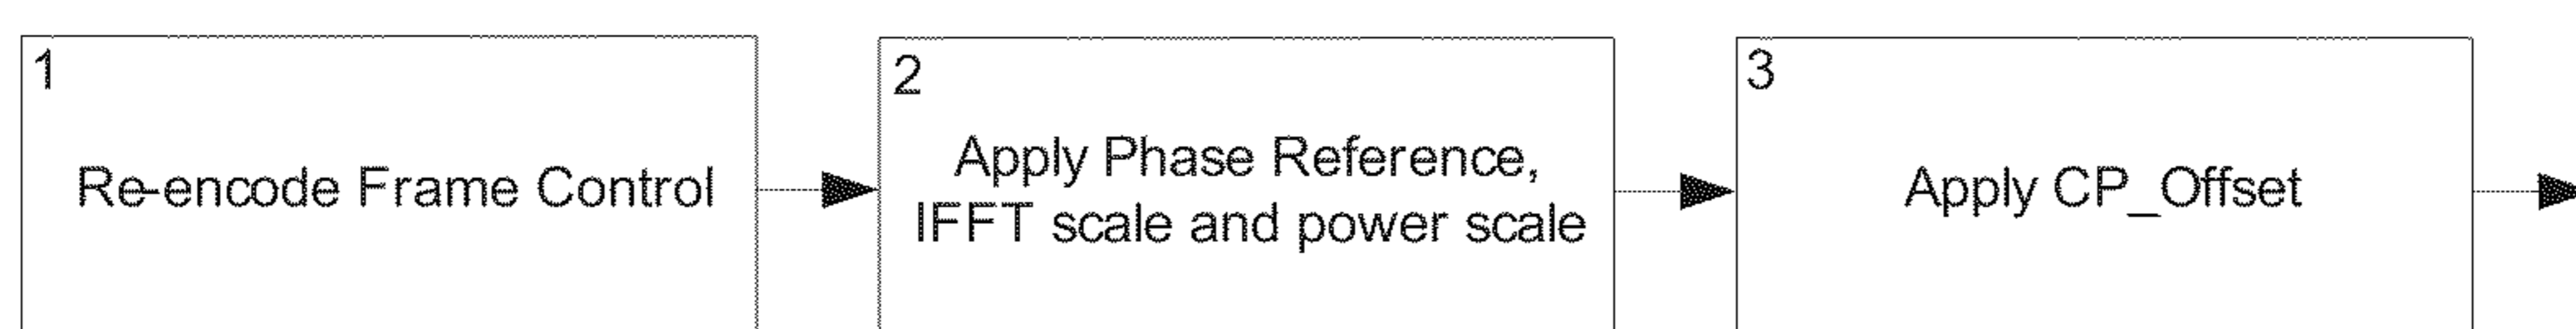 1
Re-encode Frame Control
2
Apply Phase Reference,
IFFT scale and power scale
3
Apply CP_Offset